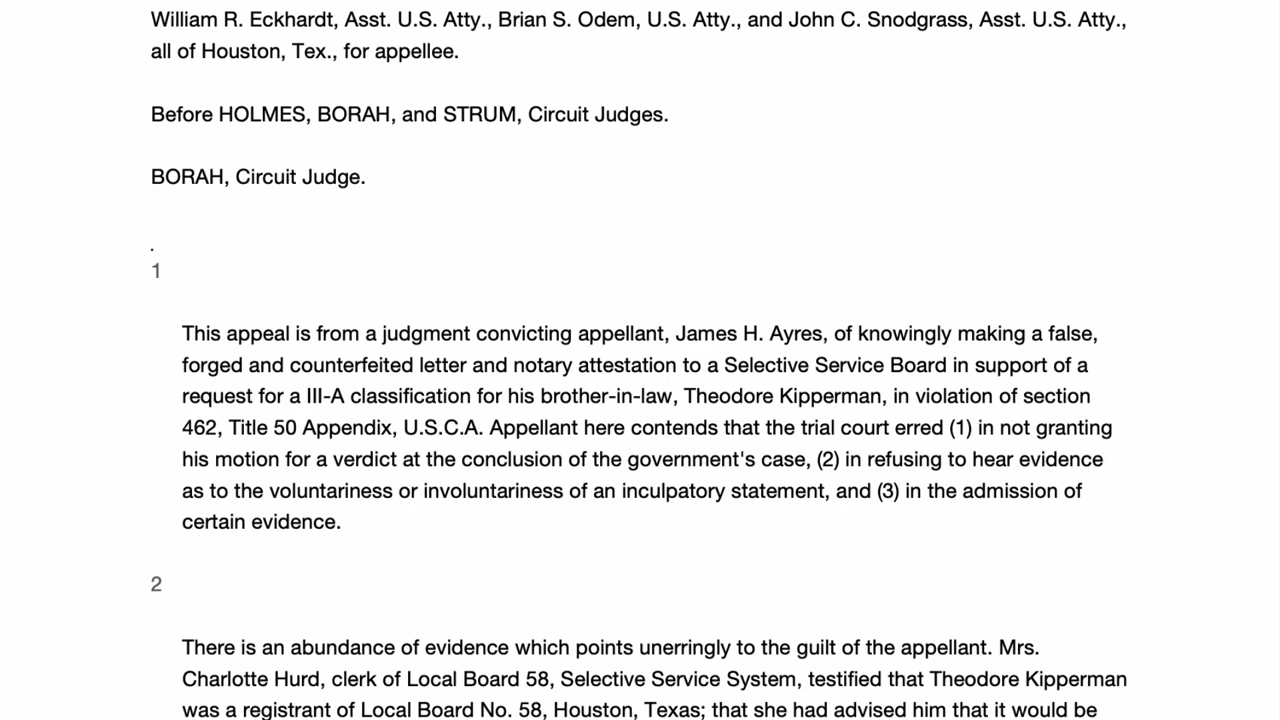 William R. Eckhardt, Asst. U.S. Atty., Brian S. Odem, U.S. Atty., and John C. Snodgrass, Asst. U.S. Atty.,
all of Houston, Tex., for appellee.
Before HOLMES, BORAH, and STRUM, Circuit Judges.
BORAH, Circuit Judge.
.
1
This appeal is from a judgment convicting appellant, James H. Ayres, of knowingly making a false,
forged and counterfeited letter and notary attestation to a Selective Service Board in support of a
request for a III-A classification for his brother-in-law, Theodore Kipperman, in violation of section
462, Title 50 Appendix, U.S.C.A. Appellant here contends that the trial court erred (1) in not granting
his motion for a verdict at the conclusion of the government's case, (2) in refusing to hear evidence
as to the voluntariness or involuntariness of an inculpatory statement, and (3) in the admission of
certain evidence.
2
There is an abundance of evidence which points unerringly to the guilt of the appellant. Mrs.
Charlotte Hurd, clerk of Local Board 58, Selective Service System, testified that Theodore Kipperman
was a registrant of Local Board No. 58, Houston, Texas; that she had advised him that it would be